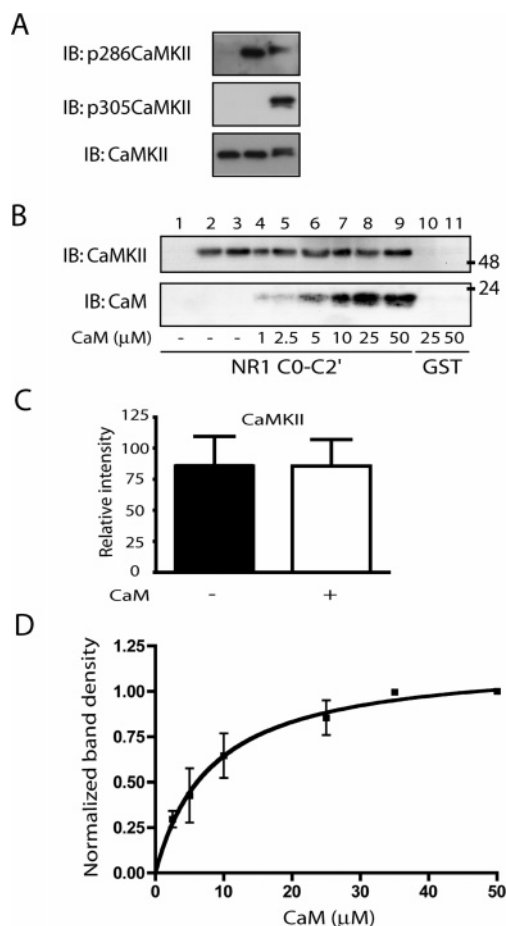 A
IB: p286CaMKII
IB: p305CaMKII
IB: CaMKII
B
1 2 3 4 5 6 7 8 9 10 11
IB: CaMKII
48
24
IB: CaM
CaM (μM) - - - 1 2.5 5 10 25 50 25 50
NR1 C0-C2' GST
C
CaMKII
Relative intensity
125
100
75
50
25
0
CaM - +
D
Normalized band density
1.25
1.00
0.75
0.50
0.25
0.00
0 10 20 30 40 50
CaM (μM)